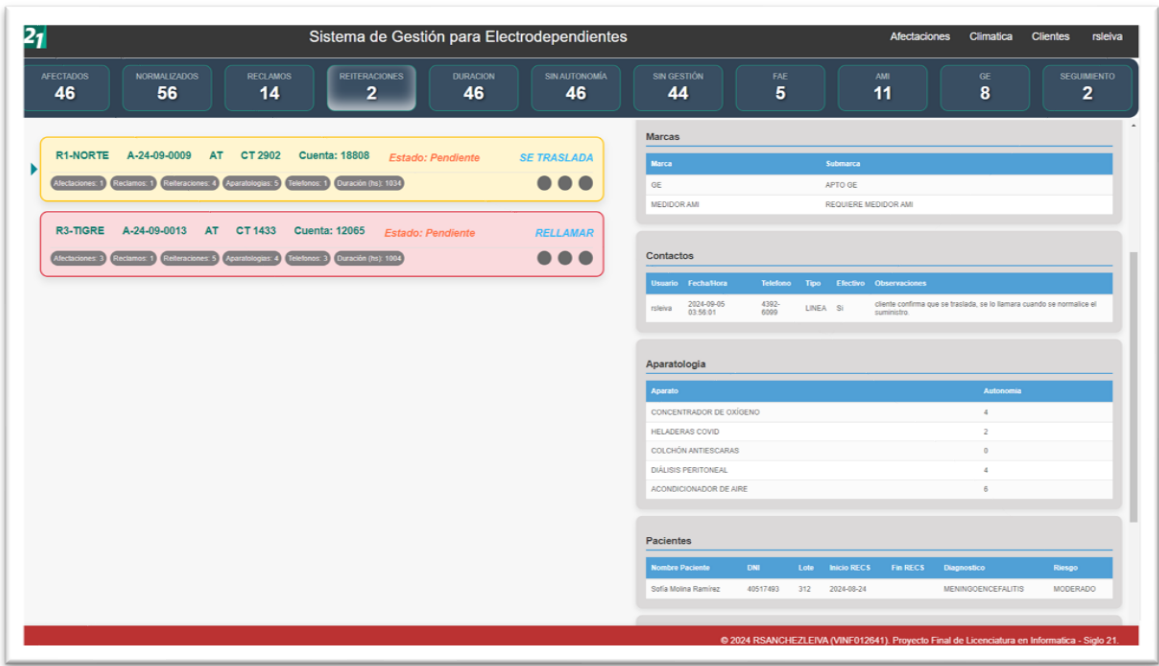 21
Sistema de Gestión para Electrodependientes
Afectaciones Climatica Clientes rsleiva
AFECTADOS NORMALIZADOS RECLAMOS REITERACIONES DURACION SIN AUTONOMÍA SIN GESTIÓN FAE AMI GE SEGUIMIENTO
46 56 14 2 46 46 44 5 11 8 2
R1-NORTE A-24-09-0009 AT CT 2902 Cuenta: 18808 Estado: Pendiente SE TRASLADA
Afectaciones: 1 Reclamos: 1 Reiteraciones: 4 Aparatologias: 5 Telefonos: 1 Duración (hs): 1034
R3-TIGRE A-24-09-0013 AT CT 1433 Cuenta: 12065 Estado: Pendiente RELLAMAR
Afectaciones: 3 Reclamos: 1 Reiteraciones: 5 Aparatologias: 4 Telefonos: 3 Duración (hs): 1004
Marcas
Marca Submarca
GE APTO GE
MEDIDOR AMI REQUIERE MEDIDOR AMI
Contactos
Usuario Fecha/Hora Telefono Tipo Efectivo Observaciones
rsleiva 2024-09-05 03:56:01 4392-6099 LINEA Si cliente confirma que se traslada, se lo llamara cuando se normalice el
suministro.
Aparatologia
Aparato Autonomia
CONCENTRADOR DE OXÍGENO 4
HELADERAS COVID 2
COLCHÓN ANTIESCARAS 0
DIÁLISIS PERITONEAL 4
ACONDICIONADOR DE AIRE 6
Pacientes
Nombre Paciente DNI Lote Inicio RECS Fin RECS Diagnostico Riesgo
Sofía Molina Ramírez 40517493 312 2024-08-24 MENINGOENCEFALITIS MODERADO
© 2024 RSANCHEZLEIVA (VINF012641). Proyecto Final de Licenciatura en Informatica - Siglo 21.